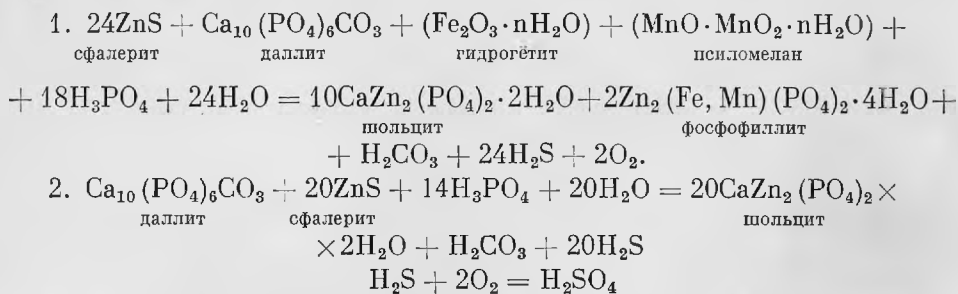 1. 24ZnS + Ca₁₀(PO₄)₆CO₃ + (Fe₂O₃·nH₂O) + (MnO·MnO₂·nH₂O) +
сфалерит даллит гидрогётит псиломелан
+ 18H₃PO₄ + 24H₂O = 10CaZn₂(PO₄)₂·2H₂O+2Zn₂(Fe, Mn)(PO₄)₂·4H₂O+
шольцит фосфофиллит
+ H₂CO₃ + 24H₂S + 2O₂.
2. Ca₁₀(PO₄)₆CO₃ + 20ZnS + 14H₃PO₄ + 20H₂O = 20CaZn₂(PO₄)₂ ×
даллит сфалерит шольцит
×2H₂O + H₂CO₃ + 20H₂S
H₂S + 2O₂ = H₂SO₄